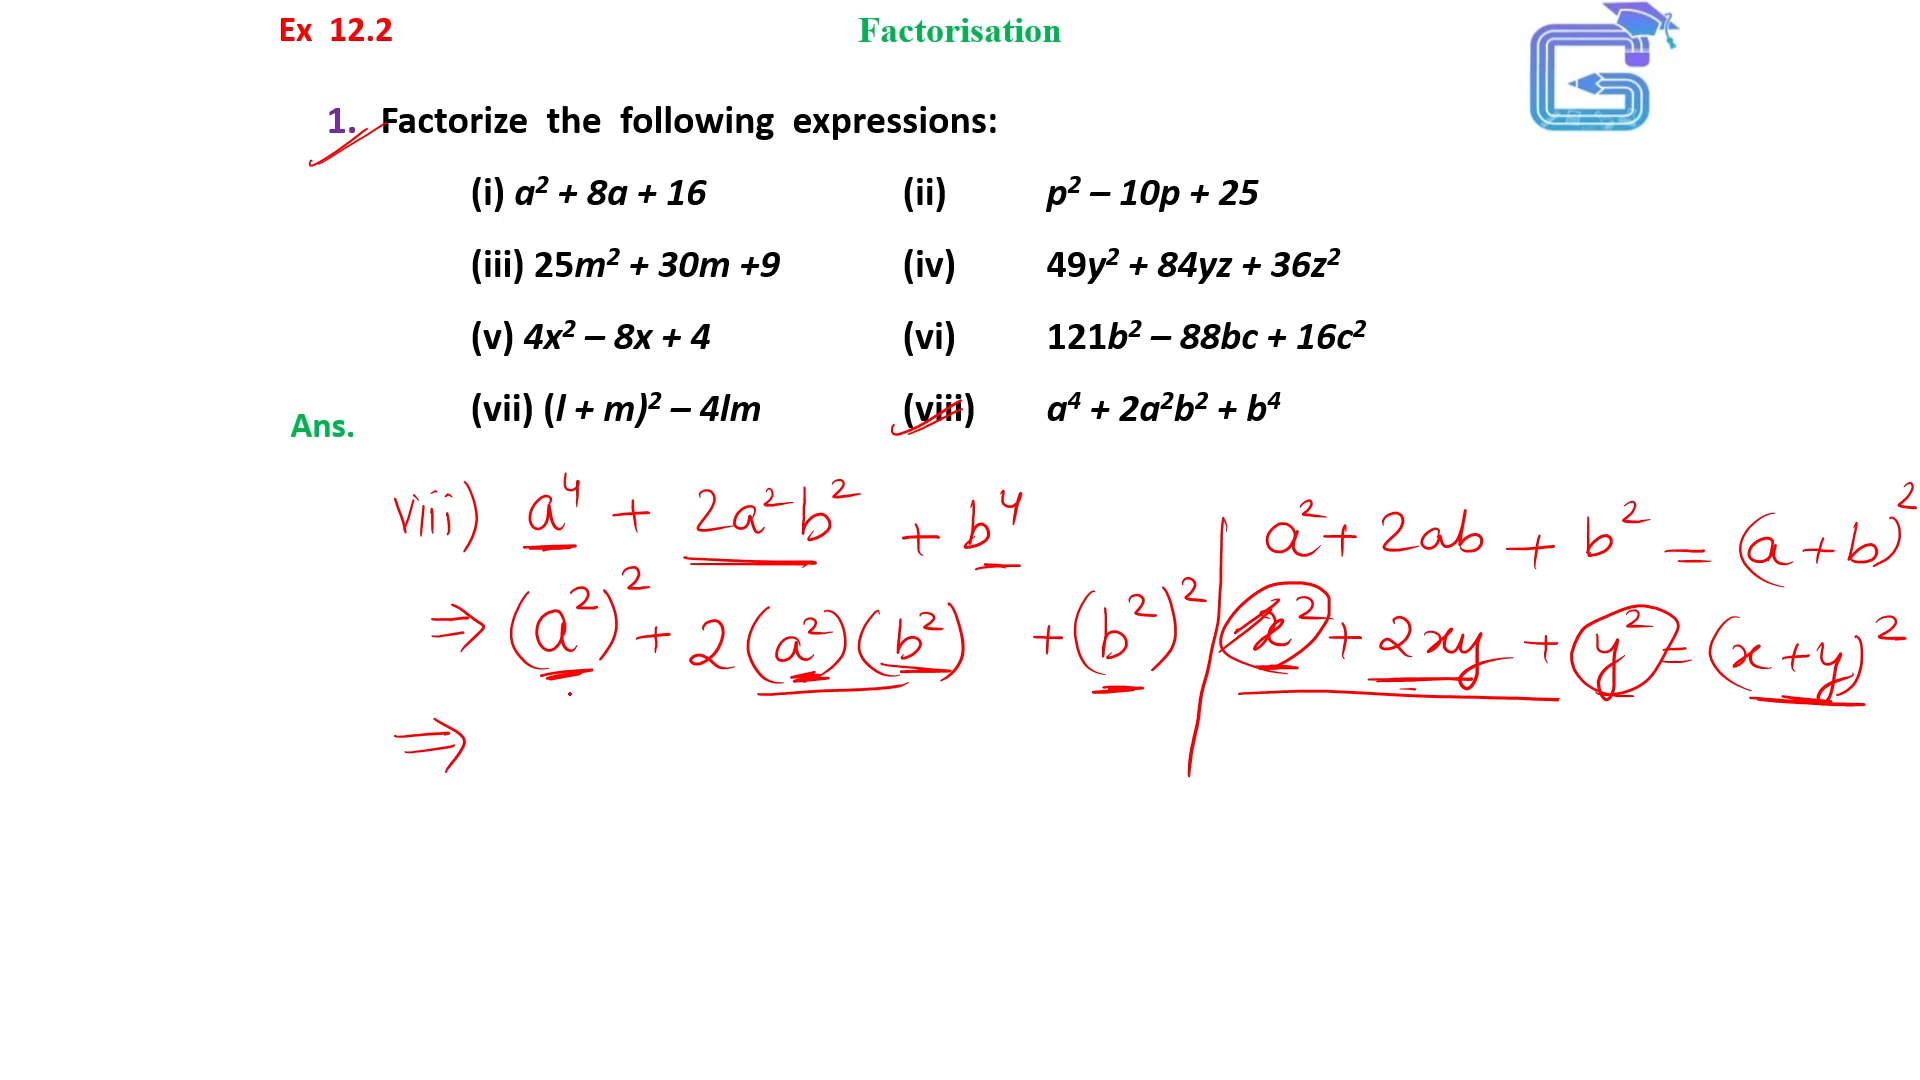 Ex 12.2 Factorisation
1. Factorize the following expressions:
(i) a² + 8a + 16 (ii) p² – 10p + 25
(iii) 25m² + 30m +9 (iv) 49y² + 84yz + 36z²
(v) 4x² – 8x + 4 (vi) 121b² – 88bc + 16c²
(vii) (l + m)² – 4lm (viii) a⁴ + 2a²b² + b⁴
Ans.
viii) a⁴ + 2a²b² + b⁴
a² + 2ab + b² = (a + b)²
⇒ (a²)² + 2(a²)(b²) + (b²)²
x² + 2xy + y² = (x + y)²
⇒